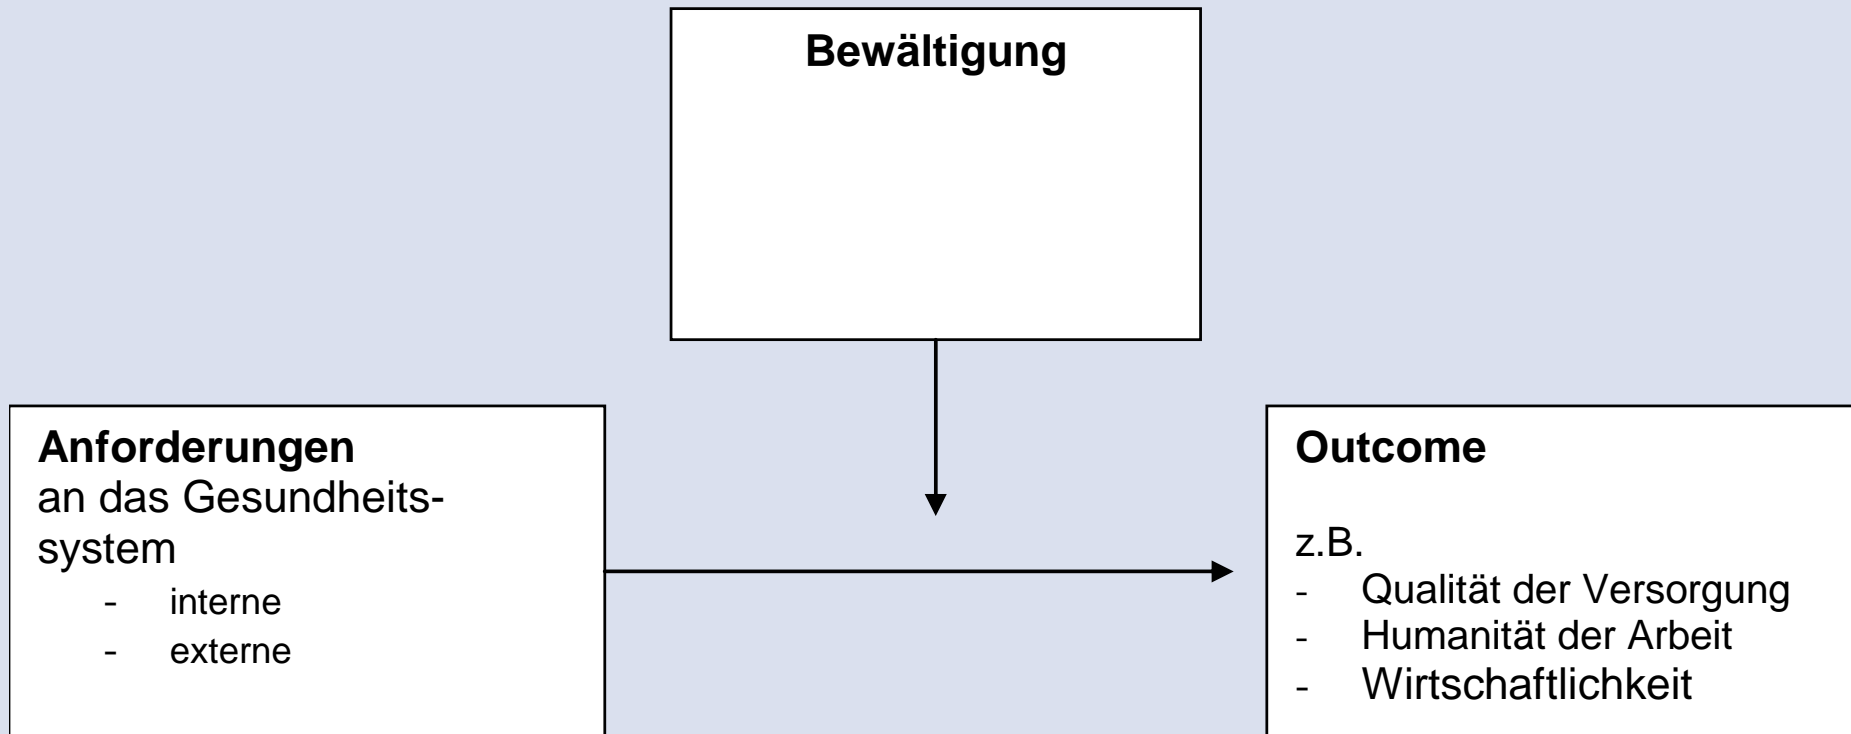 Bewältigung
Anforderungen
an das Gesundheits-
system
- interne
- externe
Outcome
z.B.
- Qualität der Versorgung
- Humanität der Arbeit
- Wirtschaftlichkeit